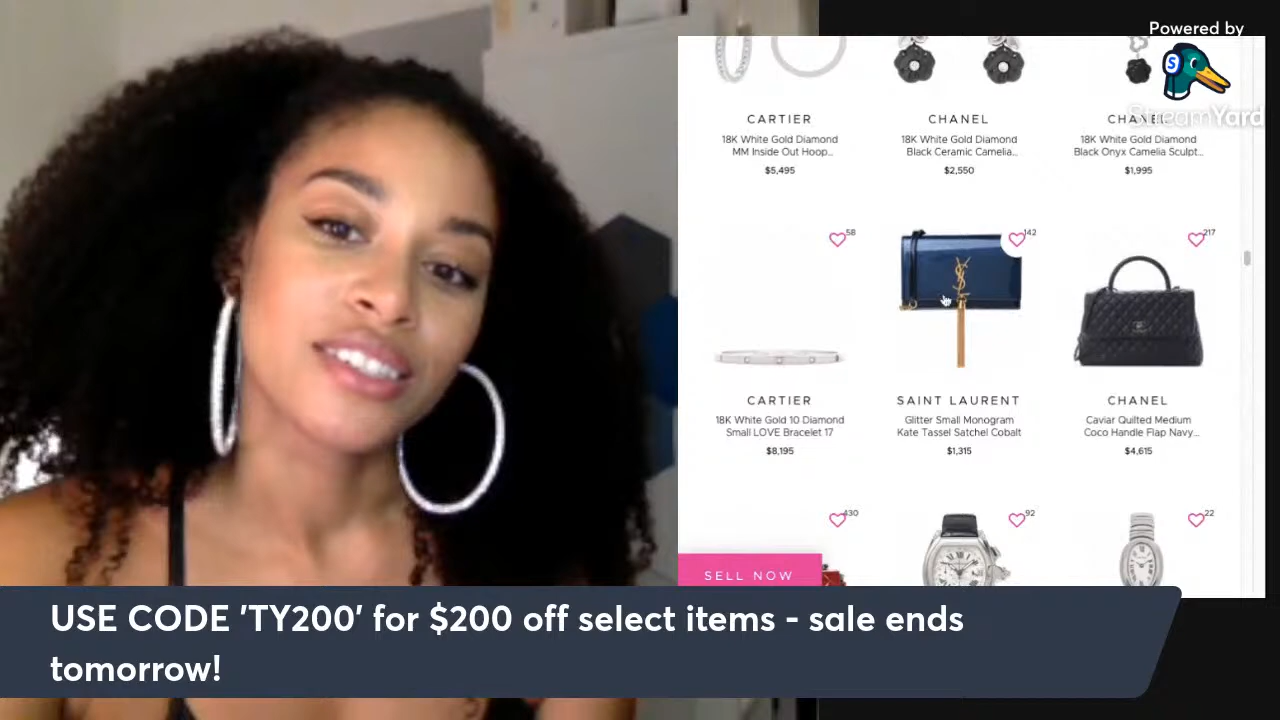 Powered by
StreamYard
CARTIER
18K White Gold Diamond
MM Inside Out Hoop...
$5,495
CHANEL
18K White Gold Diamond
Black Ceramic Camelia...
$2,550
CHANEL
18K White Gold Diamond
Black Onyx Camelia Sculpt...
$1,995
58
142
217
CARTIER
18K White Gold 10 Diamond
Small LOVE Bracelet 17
$8,195
SAINT LAURENT
Glitter Small Monogram
Kate Tassel Satchel Cobalt
$1,315
CHANEL
Caviar Quilted Medium
Coco Handle Flap Navy...
$4,615
430
92
22
SELL NOW
USE CODE 'TY200' for $200 off select items - sale ends
tomorrow!